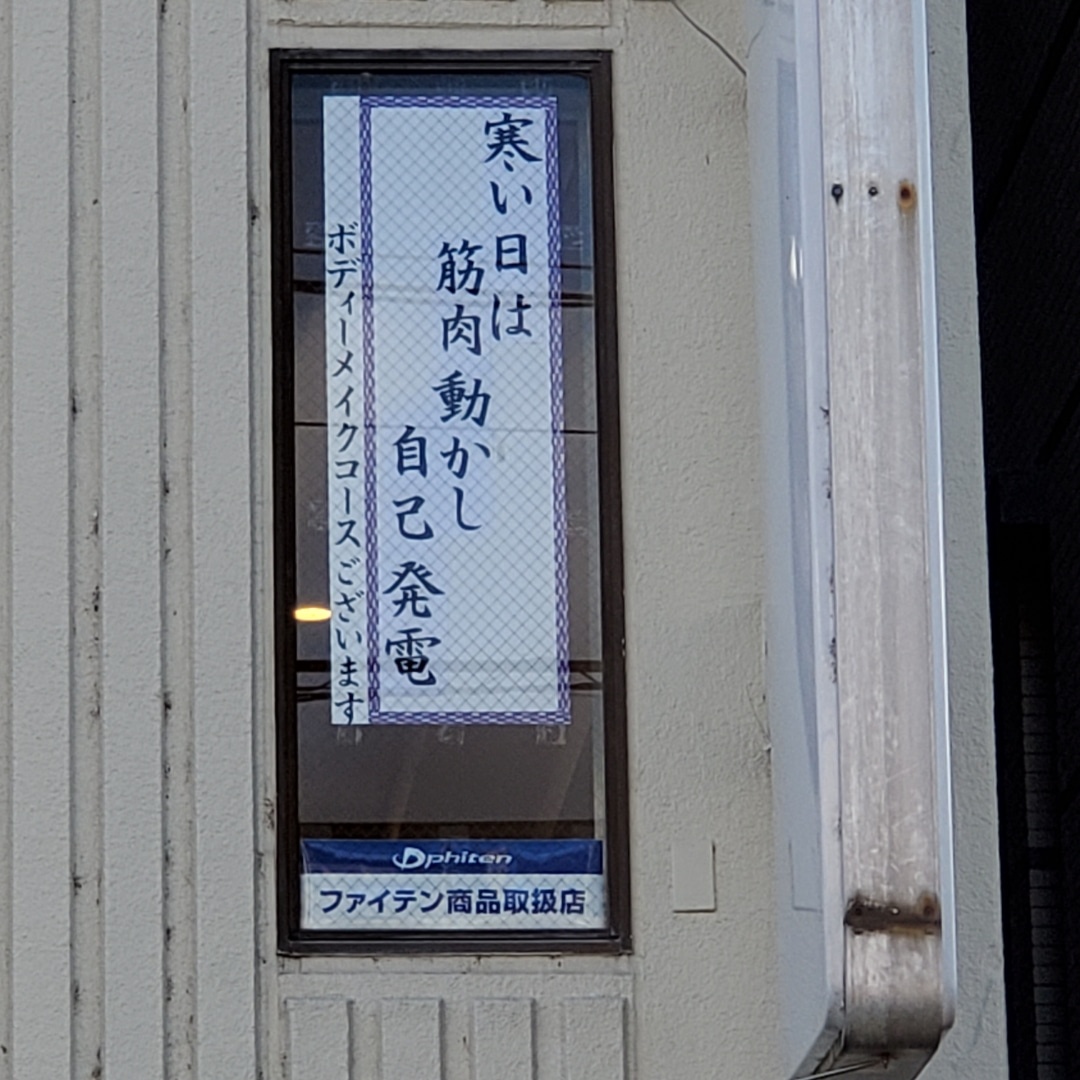 寒い日は
筋肉動かし
自己発電
ボディーメイクコースございます
phiten
ファイテン商品取扱店